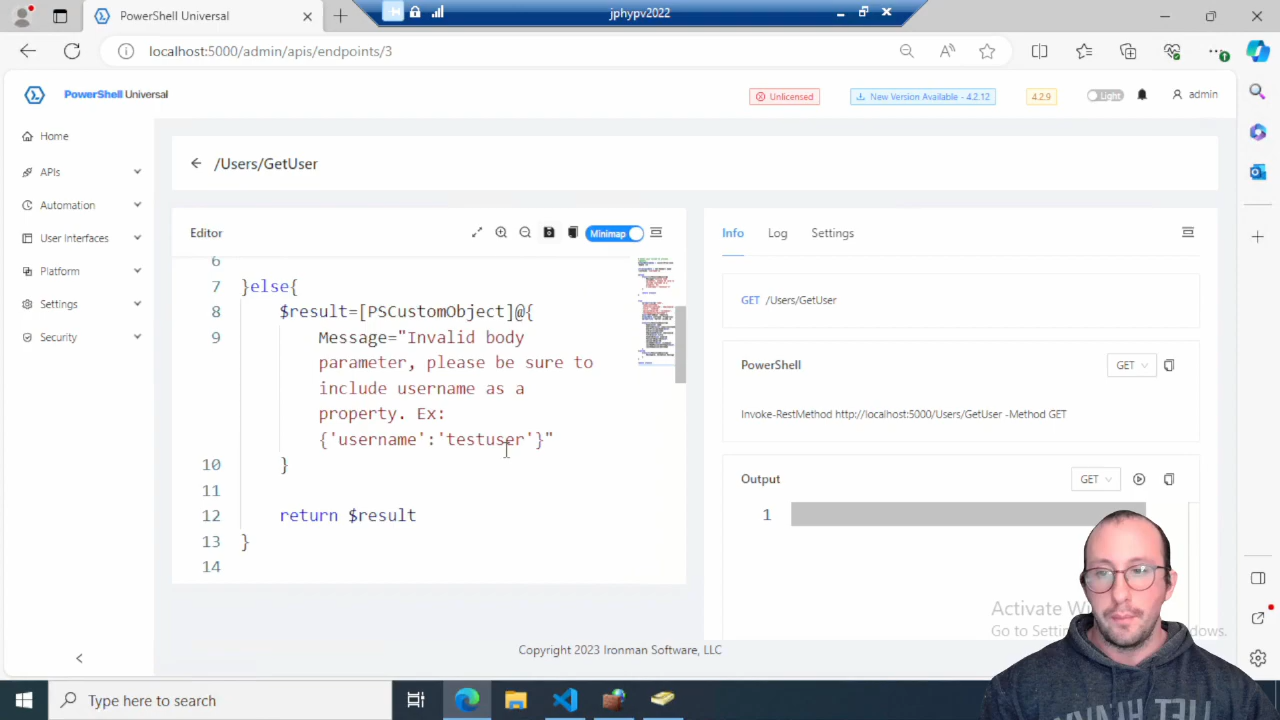 PowerShell Universal
jphypv2022
localhost:5000/admin/apis/endpoints/3
PowerShell Universal
Unlicensed
New Version Available - 4.2.12
4.2.9
Light
admin
Home
APIs
Automation
User Interfaces
Platform
Settings
Security
/Users/GetUser
Editor
Minimap
6
7 }else{
8 $result=[PSCustomObject]@{
9 Message="Invalid body
parameter, please be sure to
include username as a
property. Ex:
{'username':'testuser'}"
10 }
11
12 return $result
13 }
14
Info Log Settings
GET /Users/GetUser
PowerShell
GET
Invoke-RestMethod http://localhost:5000/Users/GetUser -Method GET
Output
GET
1
Activate
Go to
Copyright 2023 Ironman Software, LLC
Type here to search